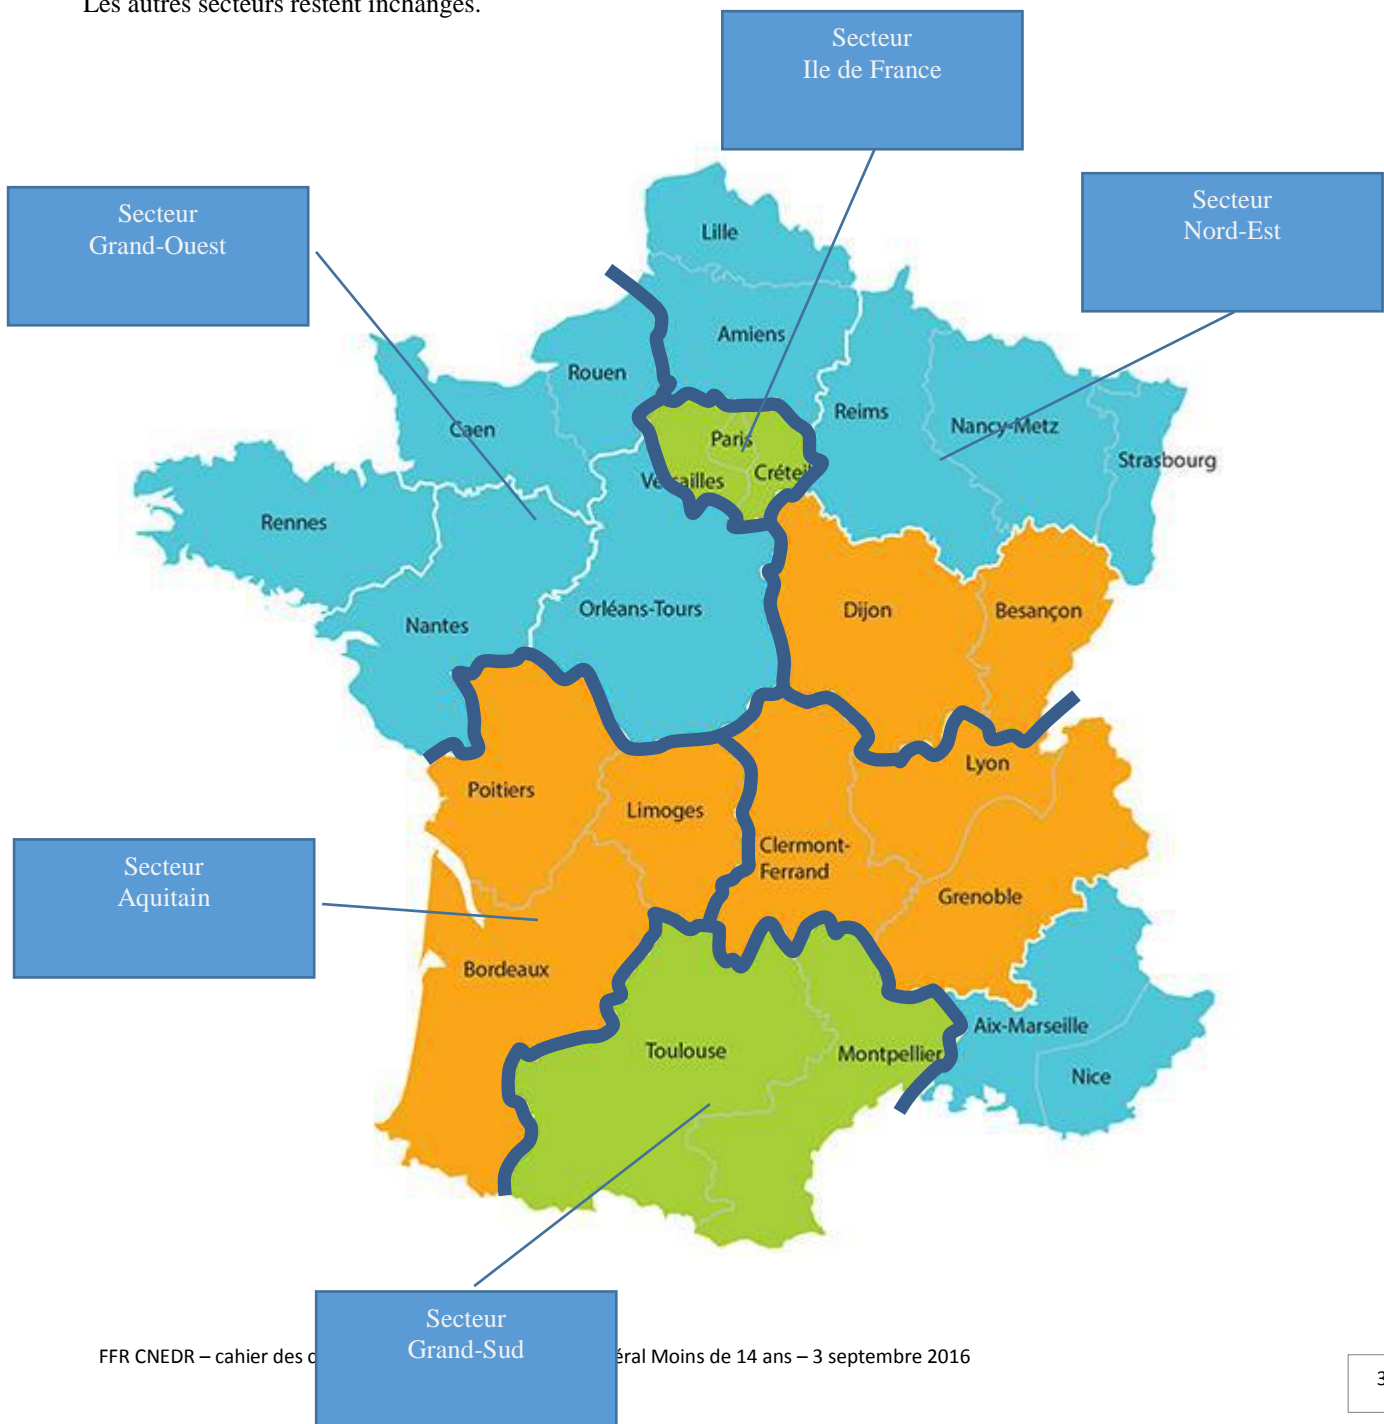 Les autres secteurs restent inchangés.
Secteur
Ile de France
Secteur
Grand-Ouest
Secteur
Nord-Est
Lille
Amiens
Rouen
Reims
Caen
Paris
Nancy-Metz
Strasbourg
Versailles
Créteil
Rennes
Orléans-Tours
Dijon
Besançon
Nantes
Lyon
Poitiers
Limoges
Clermont-
Ferrand
Secteur
Aquitain
Grenoble
Bordeaux
Aix-Marseille
Toulouse
Montpellier
Nice
Secteur
Grand-Sud
FFR CNEDR – cahier des
éral Moins de 14 ans – 3 septembre 2016
3